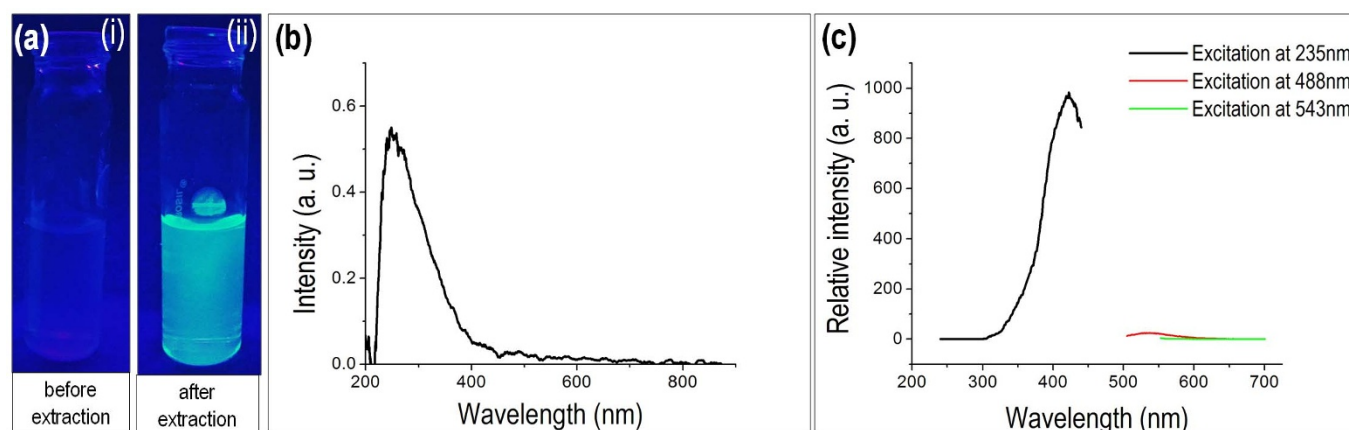 (a)
(i)
(ii)
before
extraction
after
extraction
(b)
Intensity (a. u.)
0.6
0.4
0.2
0.0
200
400
600
800
Wavelength (nm)
(c)
Excitation at 235nm
Excitation at 488nm
Excitation at 543nm
Relative intensity (a. u.)
1000
800
600
400
200
0
200
300
400
500
600
700
Wavelength (nm)